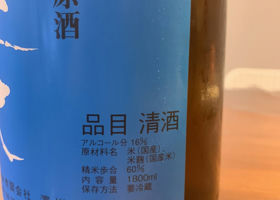 原酒
品目 清酒
アルコール分 16%
原材料名 米(国産)、
米麹(国産米)
精米歩合 60%
内容量 1800ml
保存方法 要冷蔵